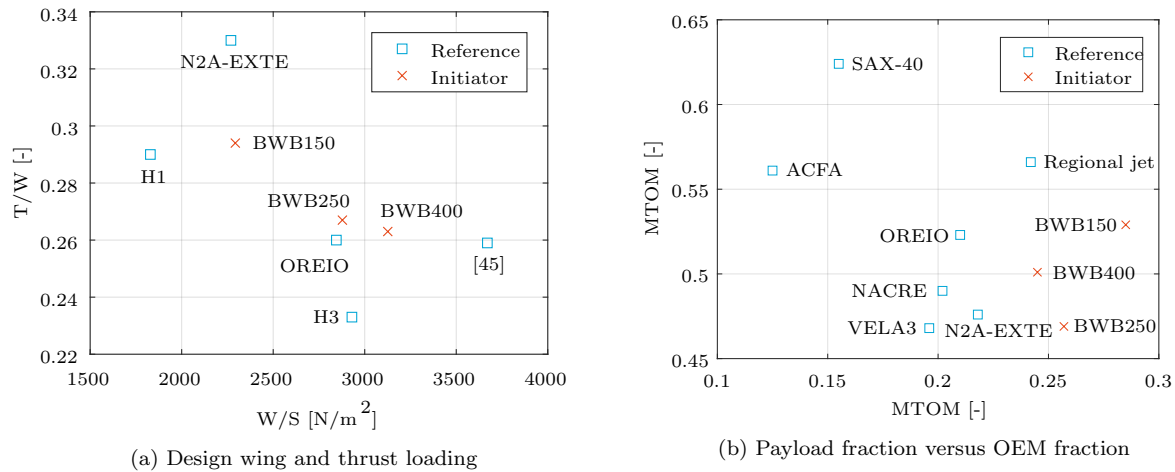 0.34
0.32
0.3
0.28
0.26
0.24
0.22
T/W [-]
N2A-EXTE
BWB150
H1
BWB250
BWB400
OREIO
[45]
H3
Reference
Initiator
1500
2000
2500
3000
3500
4000
W/S [N/m²]
(a) Design wing and thrust loading
0.65
0.6
0.55
0.5
0.45
MTOM [-]
SAX-40
ACFA
Regional jet
BWB150
OREIO
BWB400
NACRE
VELA3
N2A-EXTE
BWB250
Reference
Initiator
0.1
0.15
0.2
0.25
0.3
MTOM [-]
(b) Payload fraction versus OEM fraction